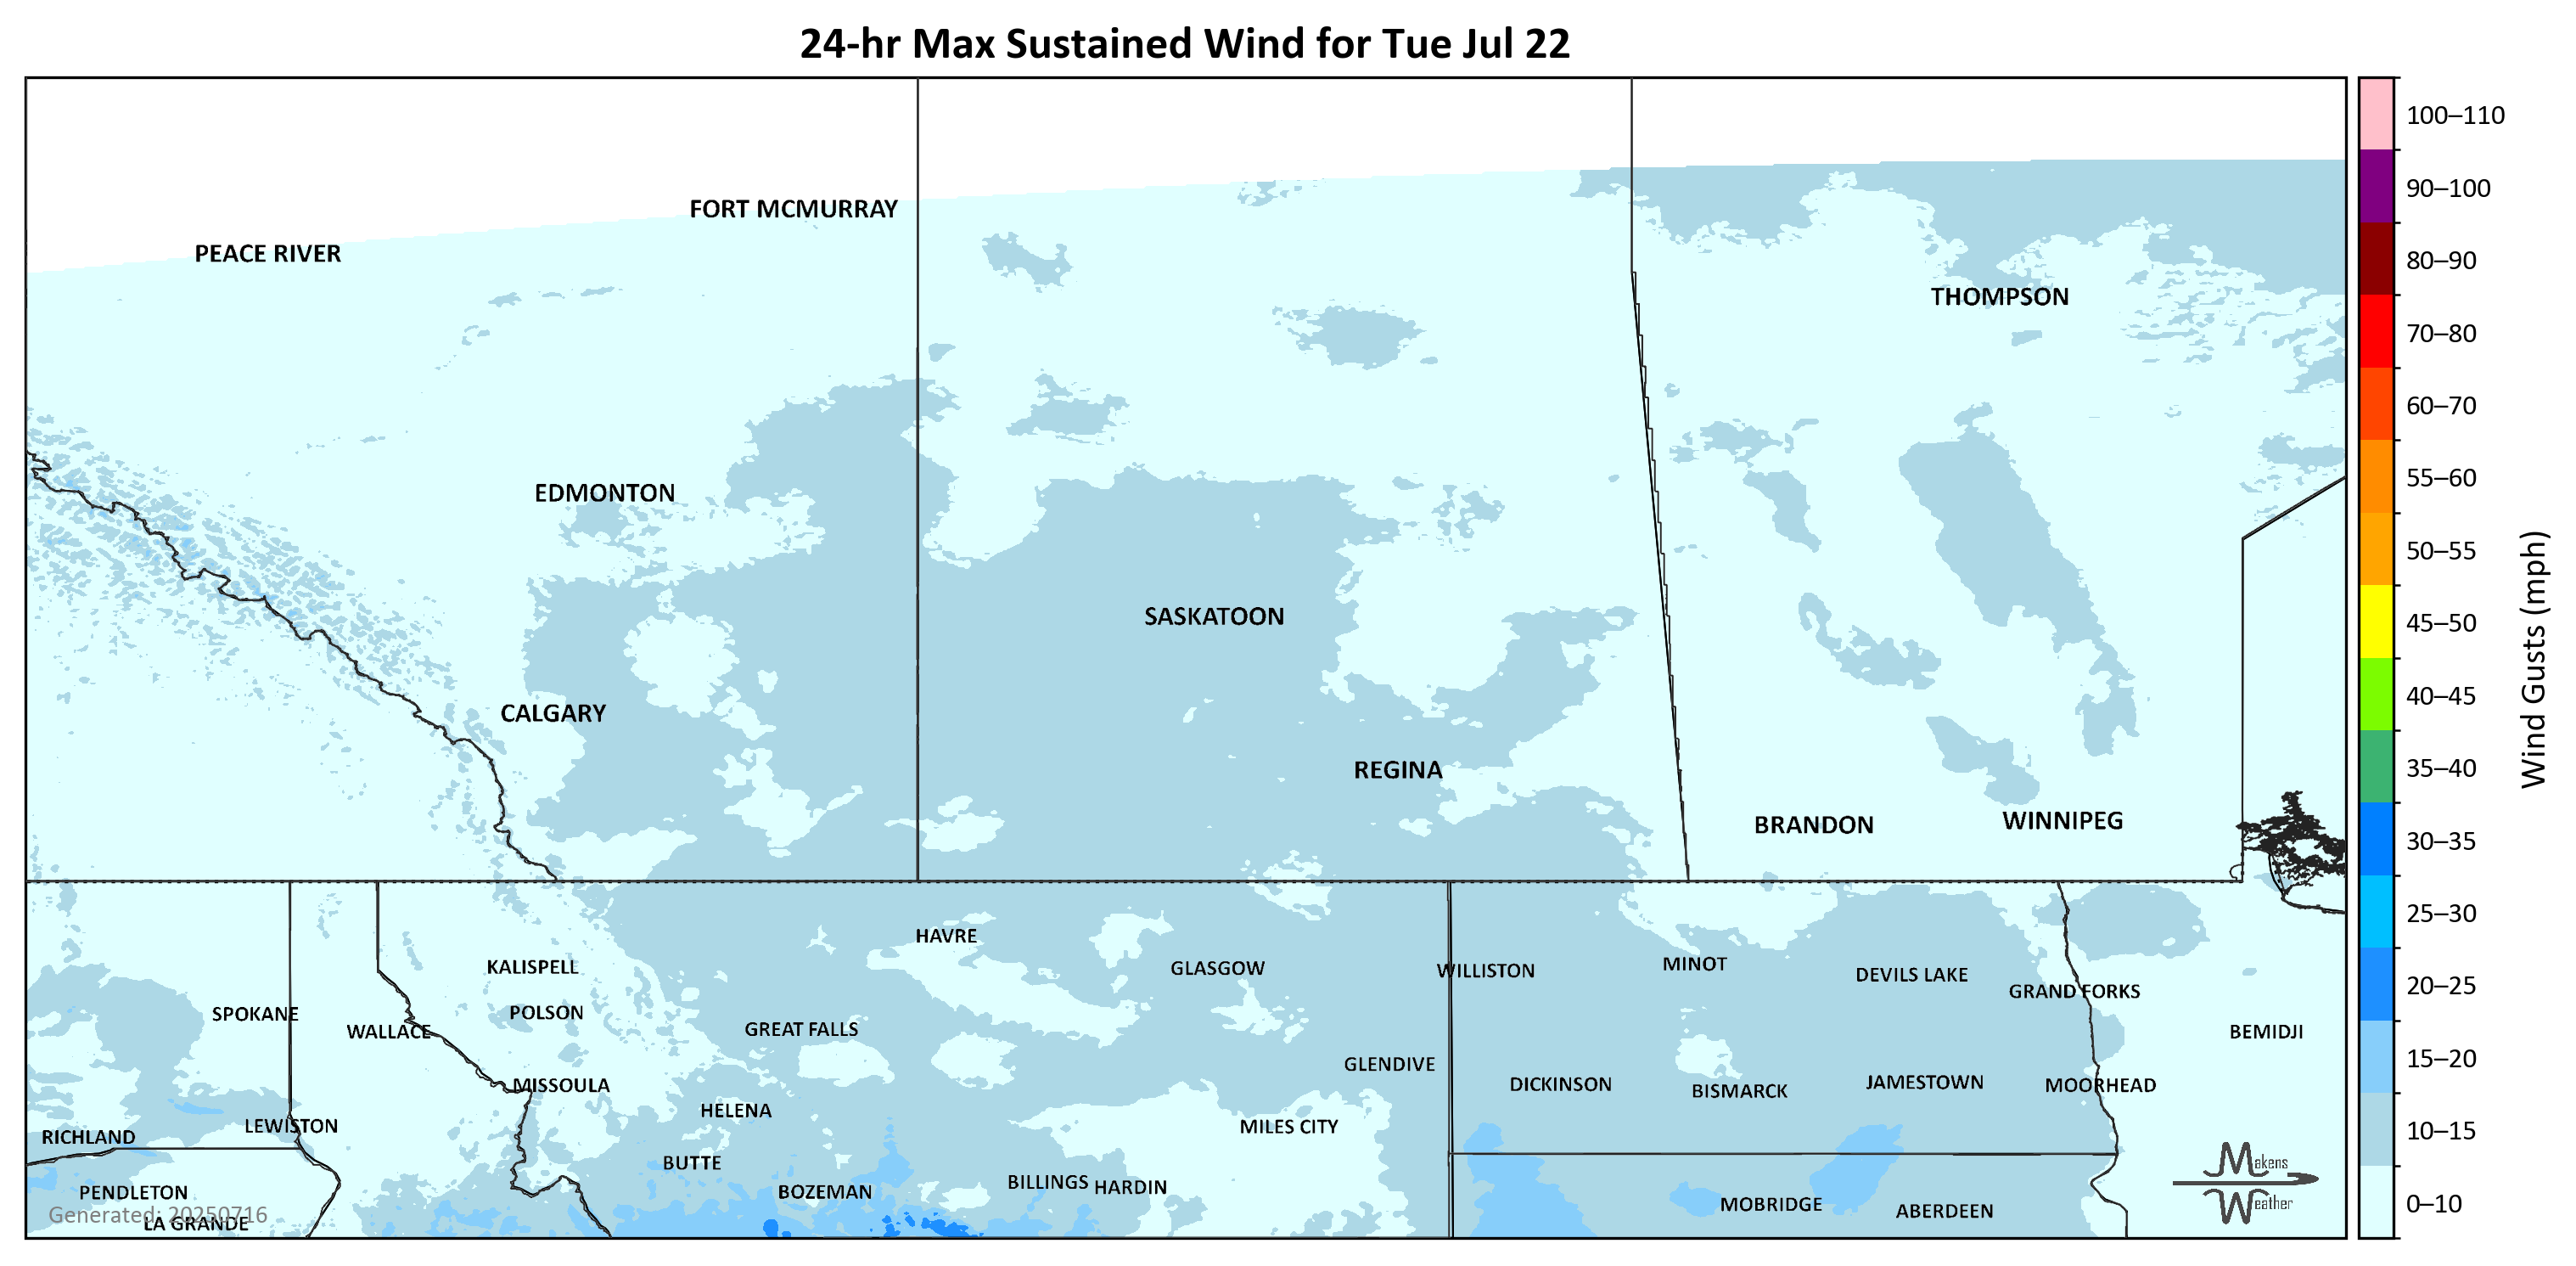 24-hr Max Sustained Wind for Tue Jul 22
FORT MCMURRAY
PEACE RIVER
THOMPSON
EDMONTON
SASKATOON
CALGARY
REGINA
BRANDON
WINNIPEG
HAVRE
KALISPELL
GLASGOW
WILLISTON
MINOT
DEVILS LAKE
GRAND FORKS
SPOKANE
POLSON
WALLACE
GREAT FALLS
BEMIDJI
GLENDIVE
MISSOULA
DICKINSON
BISMARCK
JAMESTOWN
MOORHEAD
HELENA
LEWISTON
MILES CITY
RICHLAND
BUTTE
BOZEMAN
BILLINGS
HARDIN
PENDLETON
MOBRIDGE
ABERDEEN
LA GRANDE
Generated: 20250716
Makens
Weather
100–110
90–100
80–90
70–80
60–70
55–60
50–55
45–50
40–45
35–40
30–35
25–30
20–25
15–20
10–15
0–10
Wind Gusts (mph)